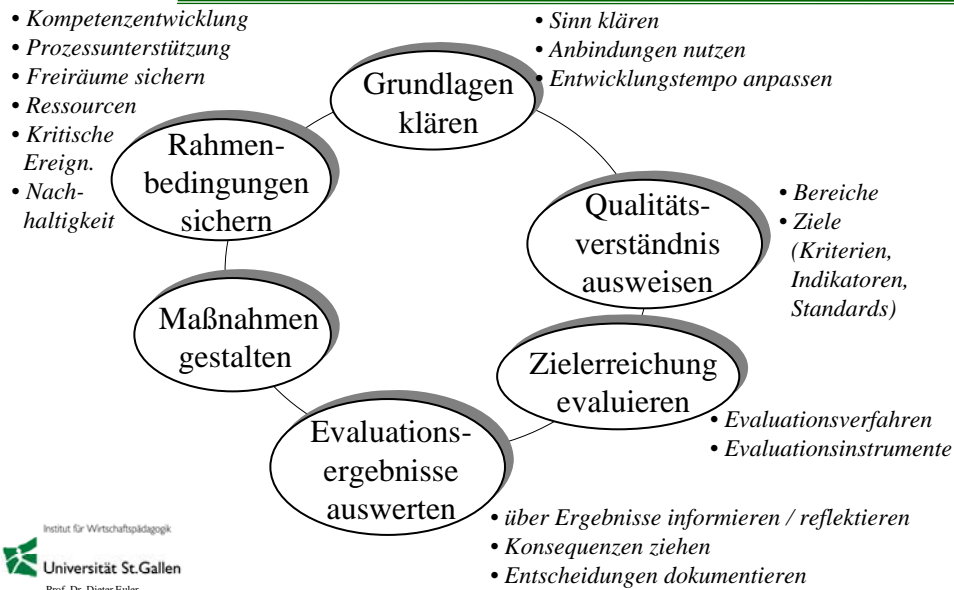 • Kompetenzentwicklung
• Prozessunterstützung
• Freiräume sichern
• Ressourcen
• Kritische
Ereign.
• Nach-
haltigkeit
• Sinn klären
• Anbindungen nutzen
• Entwicklungstempo anpassen
Grundlagen
klären
Rahmen-
bedingungen
sichern
Qualitäts-
verständnis
ausweisen
• Bereiche
• Ziele
(Kriterien,
Indikatoren,
Standards)
Maßnahmen
gestalten
Zielerreichung
evaluieren
• Evaluationsverfahren
• Evaluationsinstrumente
Evaluations-
ergebnisse
auswerten
• über Ergebnisse informieren / reflektieren
• Konsequenzen ziehen
• Entscheidungen dokumentieren
Institut für Wirtschaftspädagogik
Universität St.Gallen
Prof. Dr. Dieter Euler